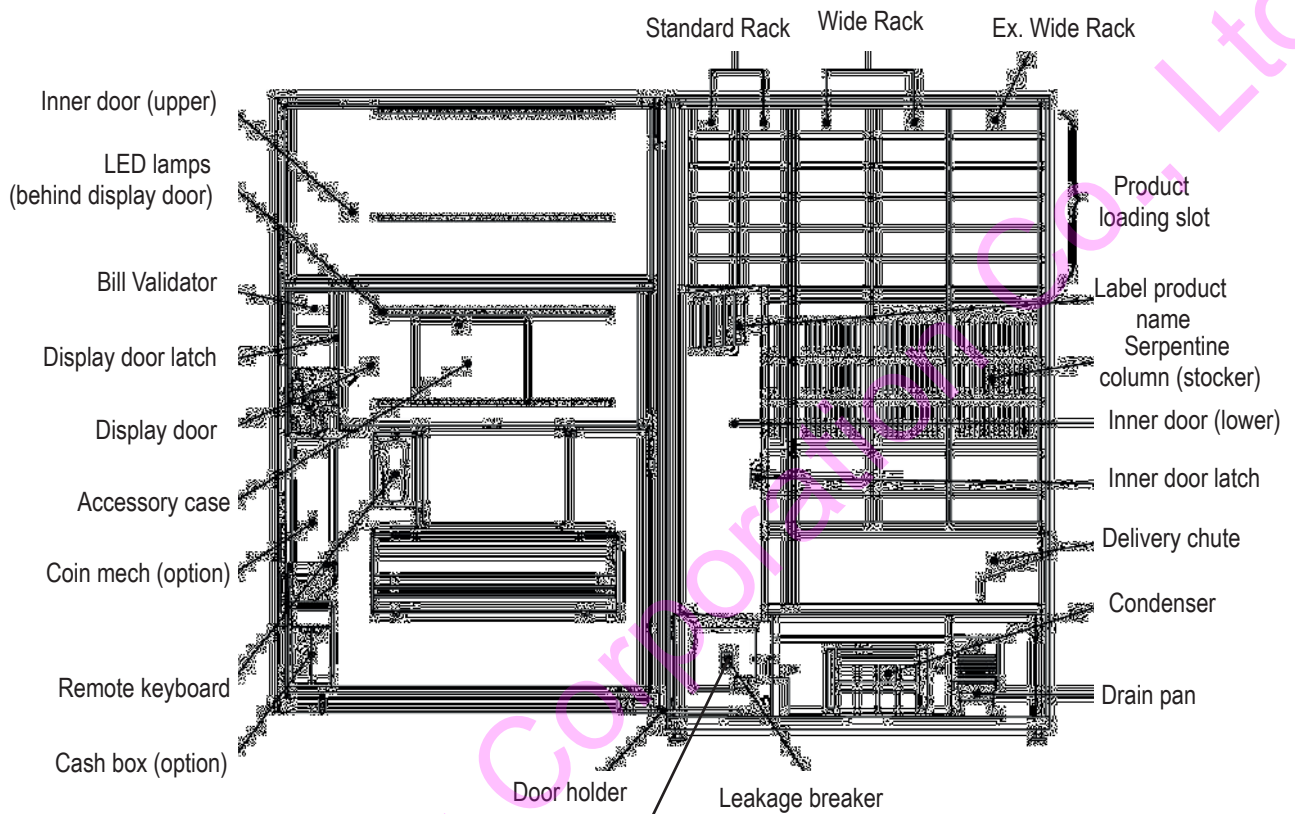 Standard Rack
Wide Rack
Ex. Wide Rack
Inner door (upper)
LED lamps
(behind display door)
Bill Validator
Display door latch
Display door
Accessory case
Coin mech (option)
Remote keyboard
Cash box (option)
Door holder
Leakage breaker
Product
loading slot
Label product
name
Serpentine
column (stocker)
Inner door (lower)
Inner door latch
Delivery chute
Condenser
Drain pan
Corporation Co., Ltd